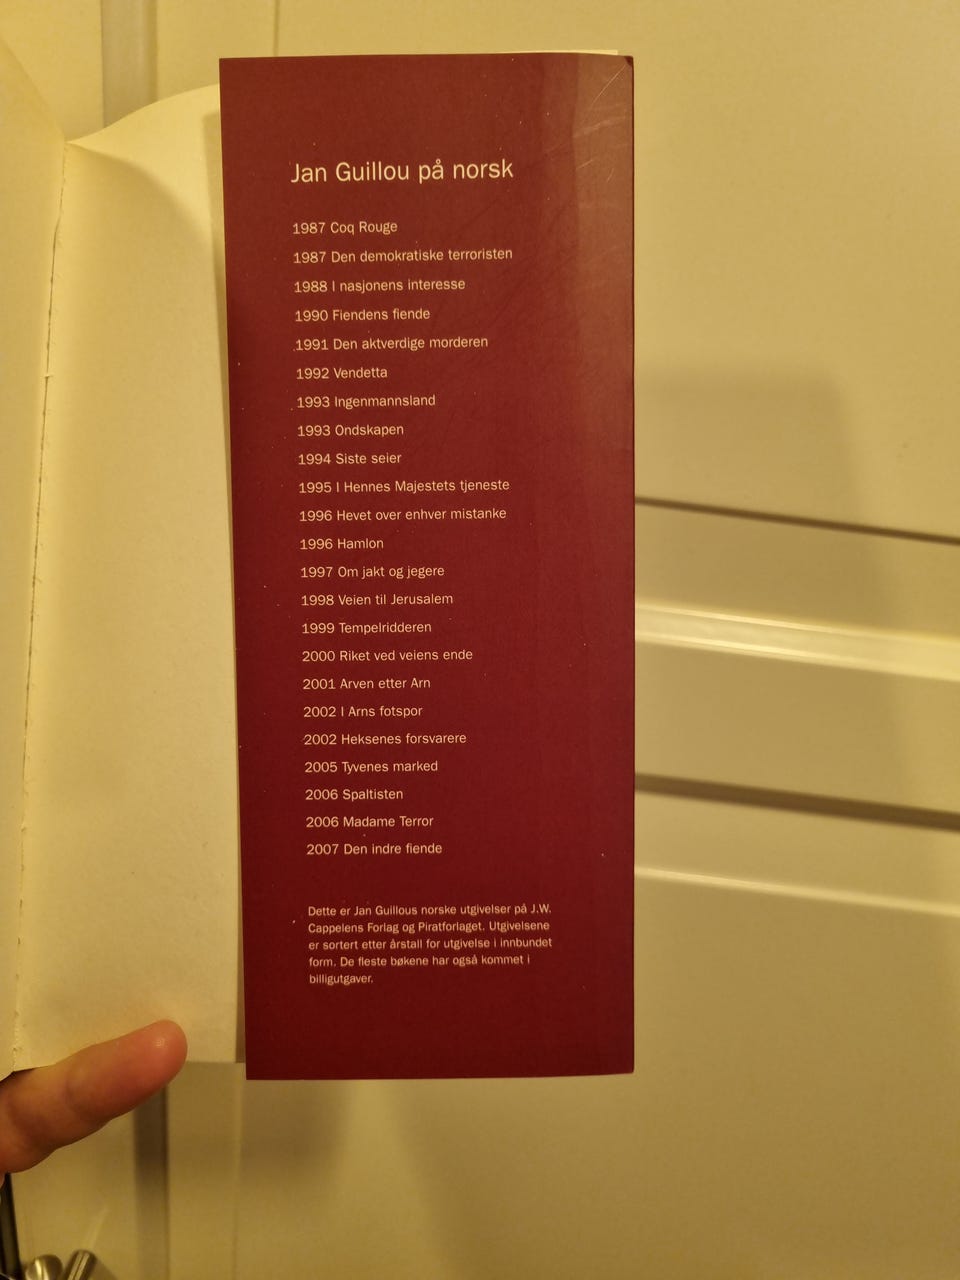 Jan Guillou på norsk
1987 Coq Rouge
1987 Den demokratiske terroristen
1988 I nasjonens interesse
1990 Fiendens fiende
1991 Den aktverdige morderen
1992 Vendetta
1993 Ingenmannsland
1993 Ondskapen
1994 Siste seier
1995 I Hennes Majestets tjeneste
1996 Hevet over enhver mistanke
1996 Hamlon
1997 Om jakt og jegere
1998 Veien til Jerusalem
1999 Tempelridderen
2000 Riket ved veiens ende
2001 Arven etter Arn
2002 I Arns fotspor
2002 Heksenes forsvarere
2005 Tyvenes marked
2006 Spaltisten
2006 Madame Terror
2007 Den indre fiende
Dette er Jan Guillous norske utgivelser på J.W.
Cappelens Forlag og Piratforlaget. Utgivelsene
er sortert etter årstall for utgivelse i innbundet
form. De fleste bøkene har også kommet i
billigutgaver.